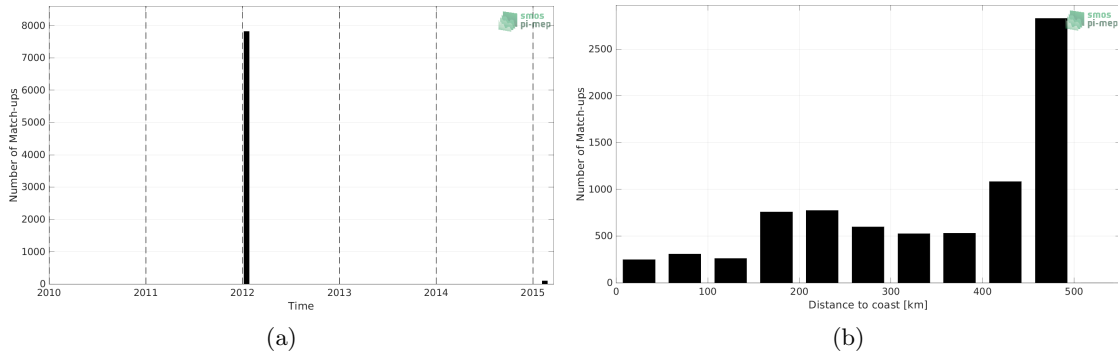 smos
pi-mep
8000
7000
6000
5000
4000
3000
2000
1000
0
Number of Match-ups
2010
2011
2012
2013
2014
2015
Time
(a)
smos
pi-mep
2500
2000
1500
1000
500
0
Number of Match-ups
0
100
200
300
400
500
Distance to coast [km]
(b)